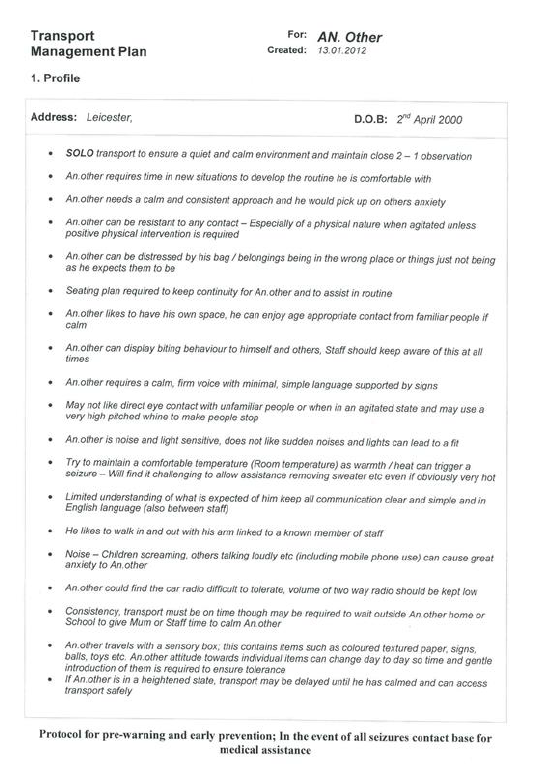 Transport For: AN. Other
Management Plan Created: 13.01.2012
1. Profile
Address: Leicester, D.O.B: 2nd April 2000
• SOLO transport to ensure a quiet and calm environment and maintain close 2 – 1 observation
• An.other requires time in new situations to develop the routine he is comfortable with
• An.other needs a calm and consistent approach and he would pick up on others anxiety
• An.other can be resistant to any contact – Especially of a physical nature when agitated unless
positive physical intervention is required
• An.other can be distressed by his bag / belongings being in the wrong place or things just not being
as he expects them to be
• Seating plan required to keep continuity for An.other and to assist in routine
• An.other likes to have his own space, he can enjoy age appropriate contact from familiar people if
calm
• An.other can display biting behaviour to himself and others, Staff should keep aware of this at all
times
• An.other requires a calm, firm voice with minimal, simple language supported by signs
• May not like direct eye contact with unfamiliar people or when in an agitated state and may use a
very high pitched whine to make people stop
• An.other is noise and light sensitive, does not like sudden noises and lights can lead to a fit
• Try to maintain a comfortable temperature (Room temperature) as warmth / heat can trigger a
seizure – Will find it challenging to allow assistance removing sweater etc even if obviously very hot
• Limited understanding of what is expected of him keep all communication clear and simple and in
English language (also between staff)
• He likes to walk in and out with his arm linked to a known member of staff
• Noise – Children screaming, others talking loudly etc (including mobile phone use) can cause great
anxiety to An.other
• An.other could find the car radio difficult to tolerate, volume of two way radio should be kept low
• Consistency, transport must be on time though may be required to wait outside An.other home or
School to give Mum or Staff time to calm An.other
• An.other travels with a sensory box; this contains items such as coloured textured paper, signs,
balls, toys etc. An.other attitude towards individual items can change day to day so time and gentle
introduction of them is required to ensure tolerance
• If An.other is in a heightened state, transport may be delayed until he has calmed and can access
transport safely
Protocol for pre-warning and early prevention; In the event of all seizures contact base for
medical assistance